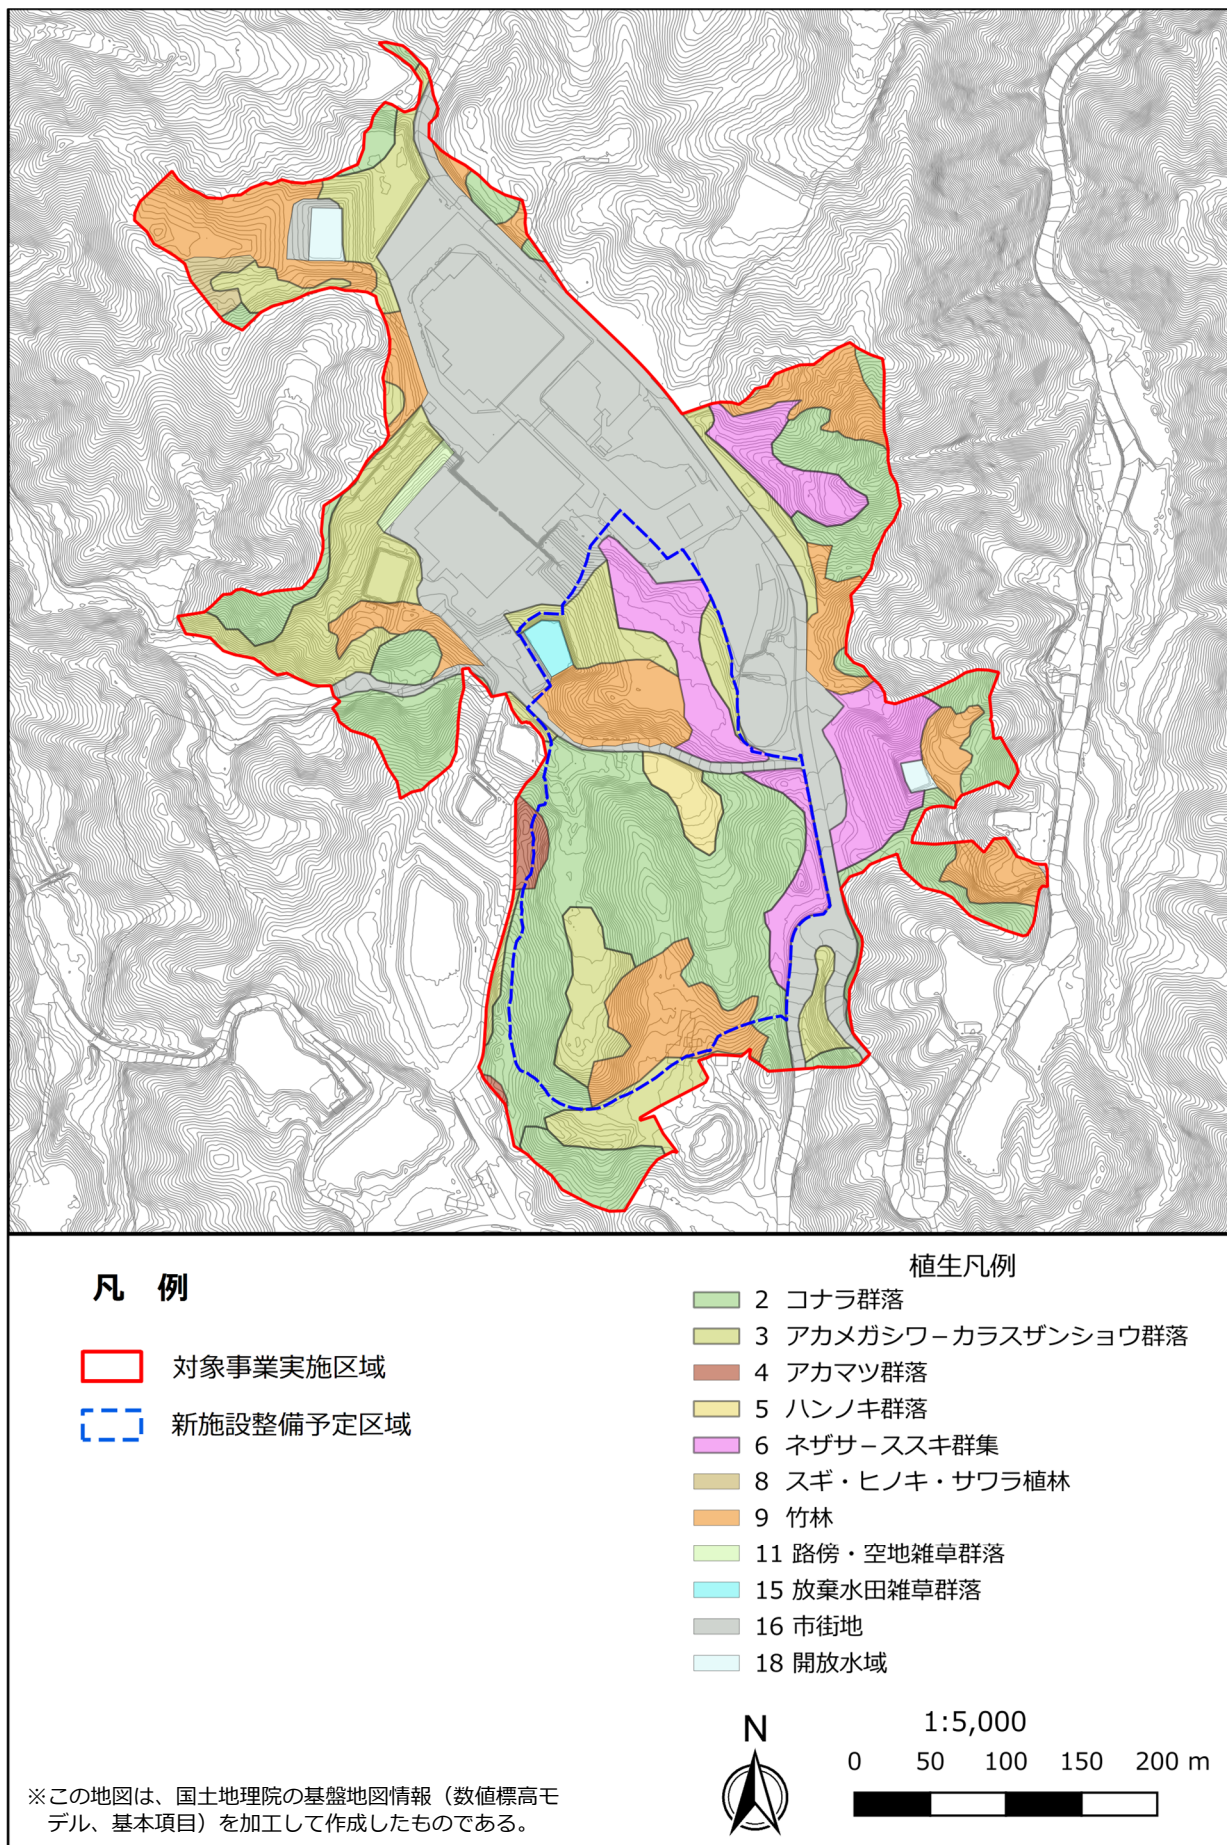 凡 例
対象事業実施区域
新施設整備予定区域
植生凡例
2 コナラ群落
3 アカメガシワ－カラスザンショウ群落
4 アカマツ群落
5 ハンノキ群落
6 ネザサ－ススキ群集
8 スギ・ヒノキ・サワラ植林
9 竹林
11 路傍・空地雑草群落
15 放棄水田雑草群落
16 市街地
18 開放水域
N
1:5,000
0 50 100 150 200 m
※この地図は、国土地理院の基盤地図情報（数値標高モ
デル、基本項目）を加工して作成したものである。